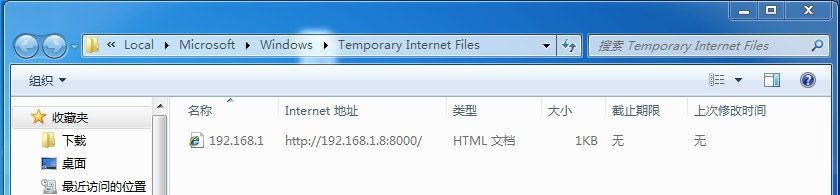 « Local ▸ Microsoft ▸ Windows ▸ Temporary Internet Files
搜索 Temporary Internet Files
组织
收藏夹
下载
桌面
最近访问的位置
名称 Internet 地址 类型 大小 截止期限 上次修改时间
192.168.1 http://192.168.1.8:8000/ HTML 文档 1KB 无 无